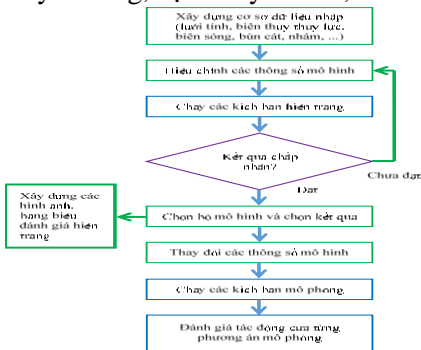 Xây dựng cơ sở dữ liệu nhập
(lưới tính, biên thủy thủy lực,
biên sóng, bùn cát, nhám, ...)
Hiệu chỉnh các thông số mô hình
Chạy các kịch bản hiện trạng
Kết quả chấp
nhận?
Chưa đạt
Đạt
Xây dựng các
hình ảnh,
bảng biểu
đánh giá hiện
trạng
Chọn bộ mô hình và chọn kết quả
Thay đổi các thông số mô hình
Chạy các kịch bản mô phỏng
Đánh giá tác động của từng
phương án mô phỏng